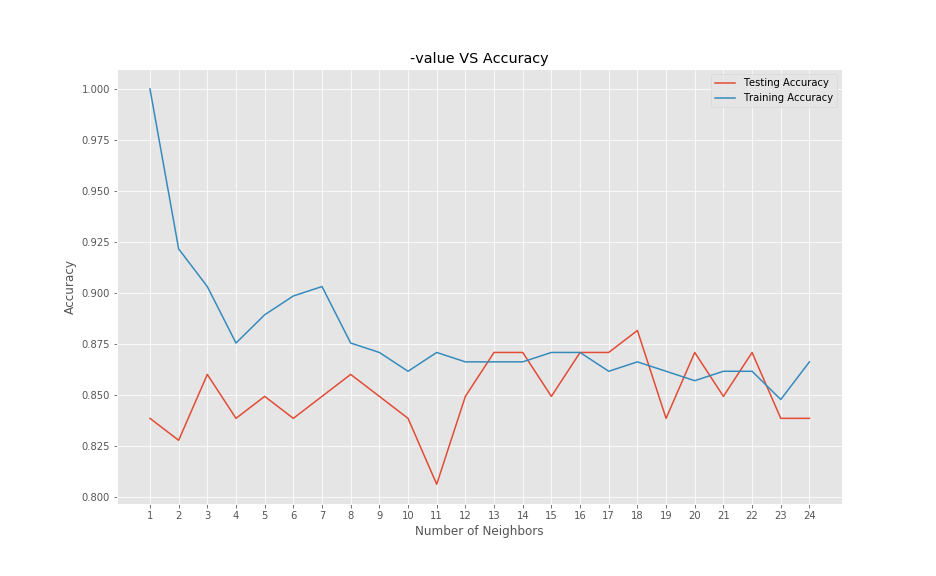 -value VS Accuracy
Testing Accuracy
Training Accuracy
1.000
0.975
0.950
0.925
0.900
0.875
0.850
0.825
0.800
Accuracy
1 2 3 4 5 6 7 8 9 10 11 12 13 14 15 16 17 18 19 20 21 22 23 24
Number of Neighbors